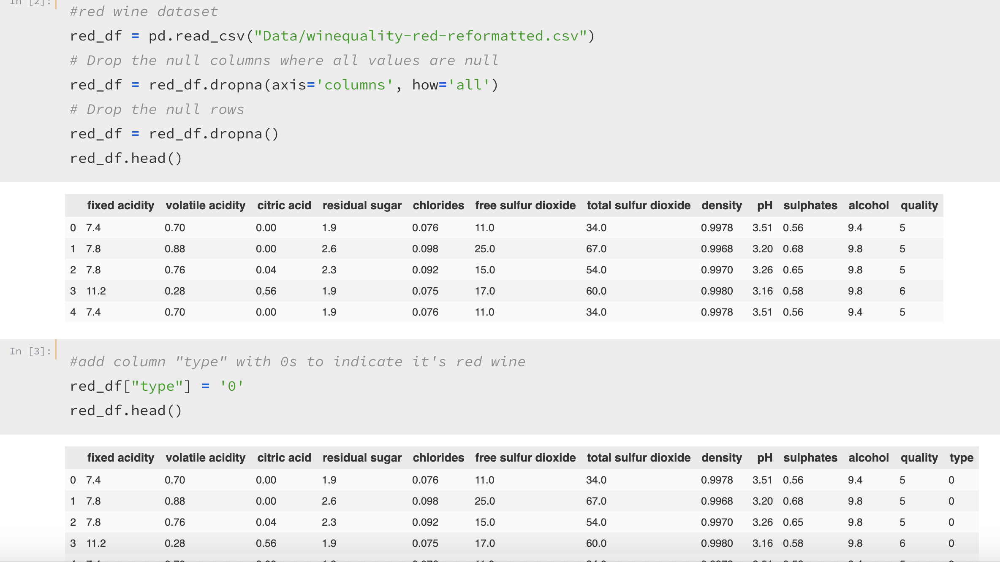 In [2]:
#red wine dataset
red_df = pd.read_csv("Data/winequality-red-reformatted.csv")
# Drop the null columns where all values are null
red_df = red_df.dropna(axis='columns', how='all')
# Drop the null rows
red_df = red_df.dropna()
red_df.head()
fixed acidity volatile acidity citric acid residual sugar chlorides free sulfur dioxide total sulfur dioxide density pH sulphates alcohol quality
0 7.4 0.70 0.00 1.9 0.076 11.0 34.0 0.9978 3.51 0.56 9.4 5
1 7.8 0.88 0.00 2.6 0.098 25.0 67.0 0.9968 3.20 0.68 9.8 5
2 7.8 0.76 0.04 2.3 0.092 15.0 54.0 0.9970 3.26 0.65 9.8 5
3 11.2 0.28 0.56 1.9 0.075 17.0 60.0 0.9980 3.16 0.58 9.8 6
4 7.4 0.70 0.00 1.9 0.076 11.0 34.0 0.9978 3.51 0.56 9.4 5
In [3]:
#add column "type" with 0s to indicate it's red wine
red_df["type"] = '0'
red_df.head()
fixed acidity volatile acidity citric acid residual sugar chlorides free sulfur dioxide total sulfur dioxide density pH sulphates alcohol quality type
0 7.4 0.70 0.00 1.9 0.076 11.0 34.0 0.9978 3.51 0.56 9.4 5 0
1 7.8 0.88 0.00 2.6 0.098 25.0 67.0 0.9968 3.20 0.68 9.8 5 0
2 7.8 0.76 0.04 2.3 0.092 15.0 54.0 0.9970 3.26 0.65 9.8 5 0
3 11.2 0.28 0.56 1.9 0.075 17.0 60.0 0.9980 3.16 0.58 9.8 6 0